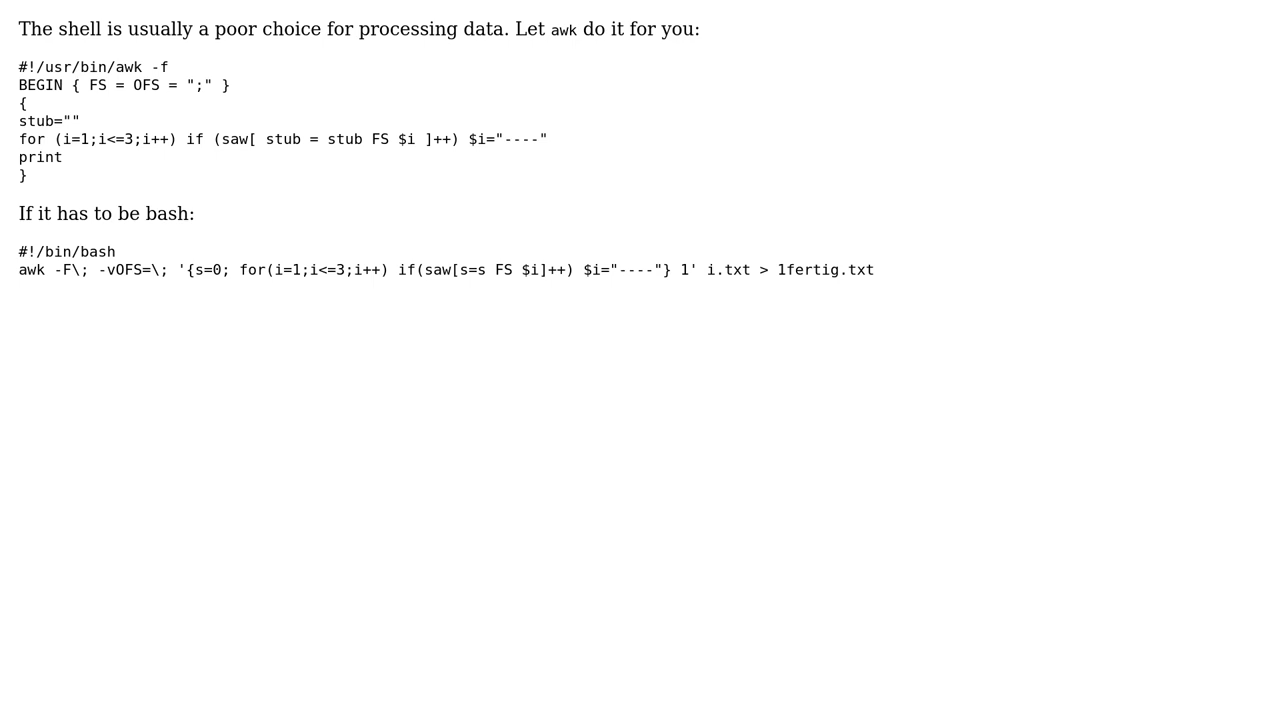 The shell is usually a poor choice for processing data. Let awk do it for you:
#!/usr/bin/awk -f
BEGIN { FS = OFS = ";" }
{
stub=""
for (i=1;i<=3;i++) if (saw[ stub = stub FS $i ]++) $i="----"
print
}
If it has to be bash:
#!/bin/bash
awk -F\; -vOFS=\; '{s=0; for(i=1;i<=3;i++) if(saw[s=s FS $i]++) $i="----"} 1' i.txt > 1fertig.txt